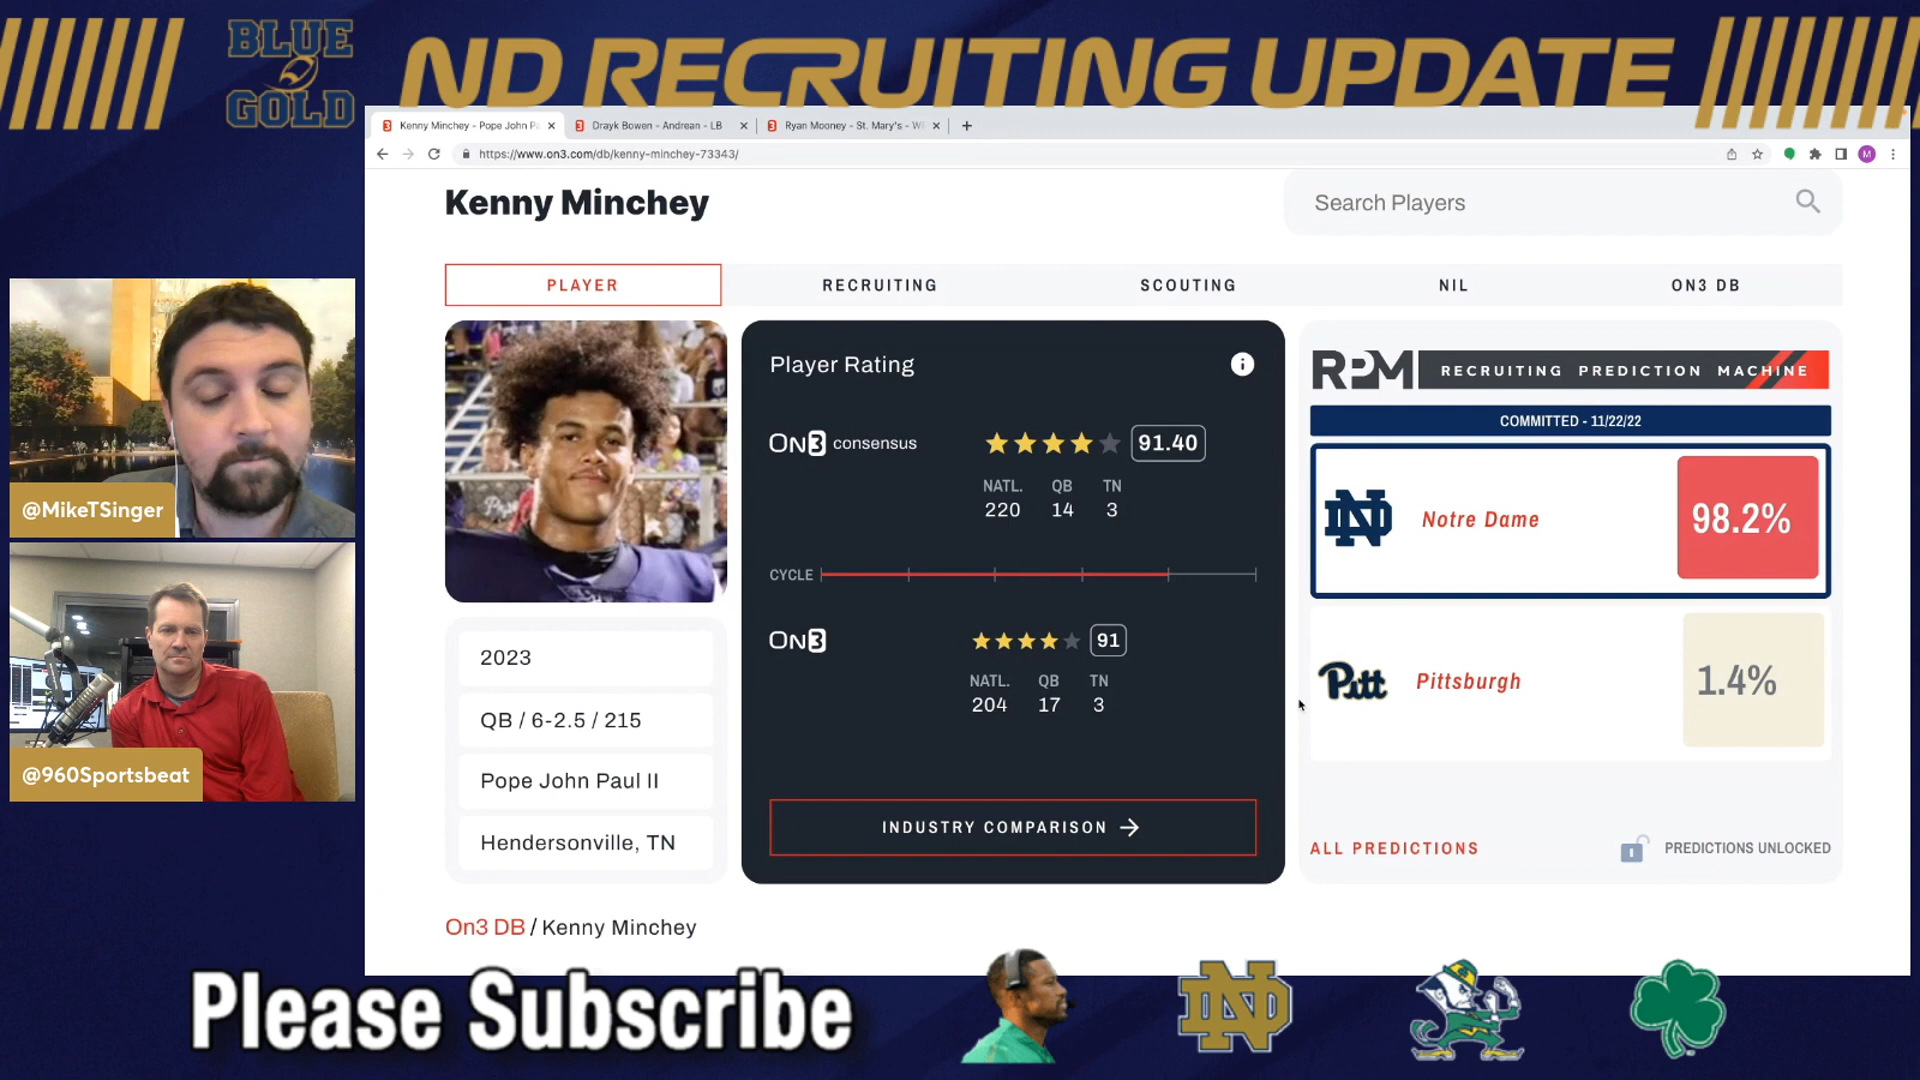 BLUE
GOLD
ND RECRUITING UPDATE
Kenny Minchey - Pope John P
Drayk Bowen - Andrean - LB
Ryan Mooney - St. Mary's - W
https://www.on3.com/db/kenny-minchey-73343/
M
Kenny Minchey
Search Players
PLAYER
RECRUITING
SCOUTING
NIL
ON3 DB
Player Rating
ON3 consensus
91.40
NATL. QB TN
220 14 3
CYCLE
ON3
91
NATL. QB TN
204 17 3
INDUSTRY COMPARISON
RPM RECRUITING PREDICTION MACHINE
COMMITTED - 11/22/22
ND Notre Dame 98.2%
Pitt Pittsburgh 1.4%
ALL PREDICTIONS
PREDICTIONS UNLOCKED
2023
QB / 6-2.5 / 215
Pope John Paul II
Hendersonville, TN
On3 DB / Kenny Minchey
@MikeTSinger
@960Sportsbeat
Please Subscribe
ND